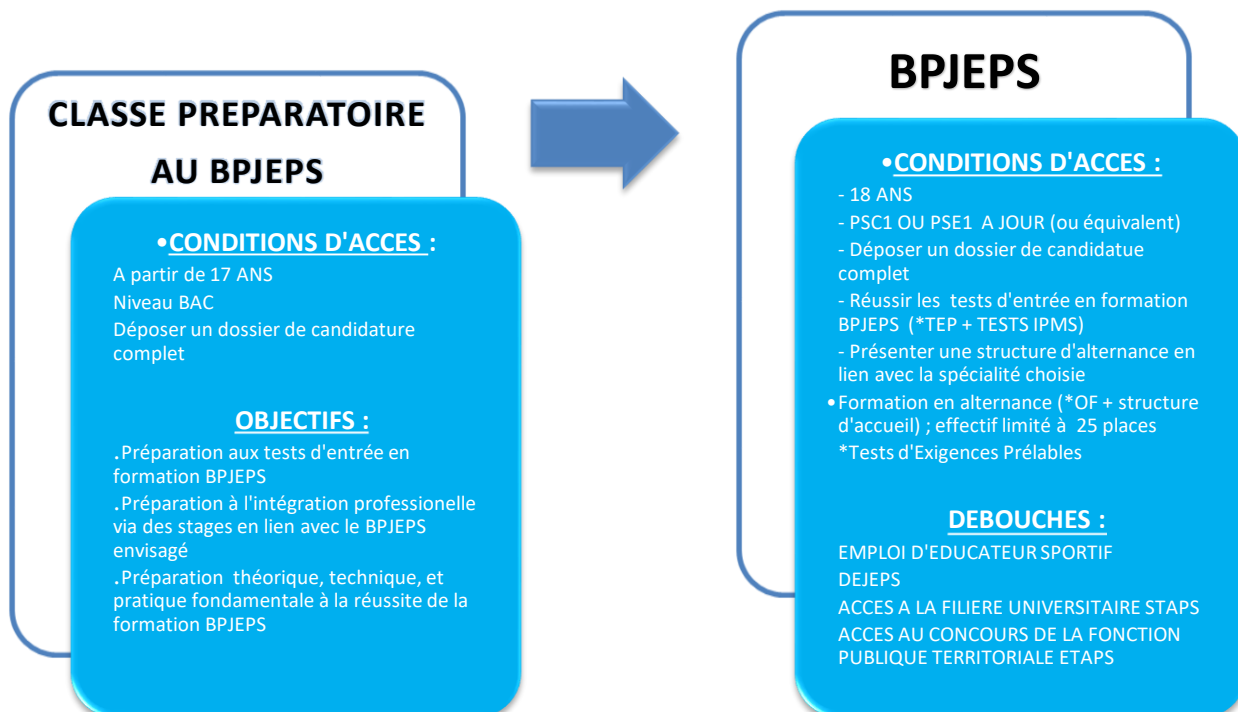 CLASSE PREPARATOIRE
AU BPJEPS
•CONDITIONS D'ACCES :
A partir de 17 ANS
Niveau BAC
Déposer un dossier de candidature
complet
OBJECTIFS :
.Préparation aux tests d'entrée en
formation BPJEPS
.Préparation à l'intégration professionelle
via des stages en lien avec le BPJEPS
envisagé
.Préparation théorique, technique, et
pratique fondamentale à la réussite de la
formation BPJEPS
BPJEPS
•CONDITIONS D'ACCES :
- 18 ANS
- PSC1 OU PSE1 A JOUR (ou équivalent)
- Déposer un dossier de candidatue
complet
- Réussir les tests d'entrée en formation
BPJEPS (*TEP + TESTS IPMS)
- Présenter une structure d'alternance en
lien avec la spécialité choisie
•Formation en alternance (*OF + structure
d'accueil) ; effectif limité à 25 places
*Tests d'Exigences Prélables
DEBOUCHES :
EMPLOI D'EDUCATEUR SPORTIF
DEJEPS
ACCES A LA FILIERE UNIVERSITAIRE STAPS
ACCES AU CONCOURS DE LA FONCTION
PUBLIQUE TERRITORIALE ETAPS